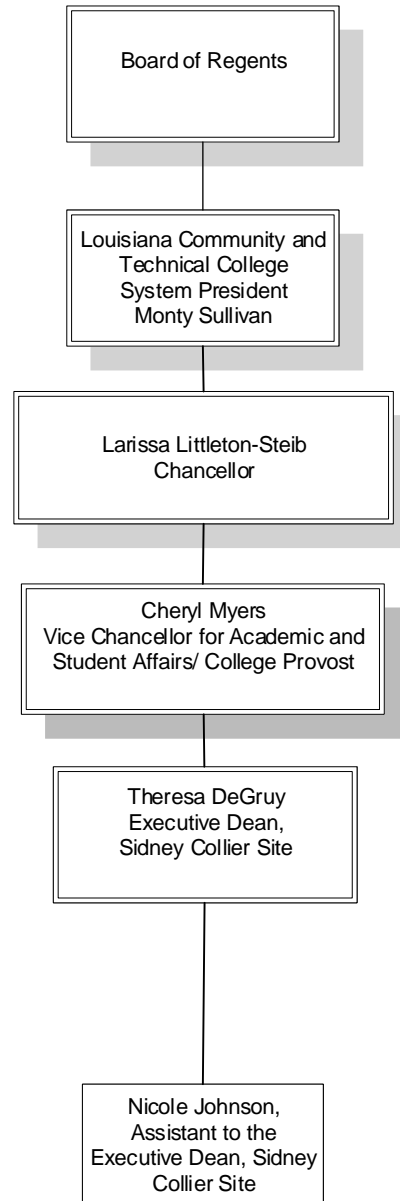 Board of Regents
Louisiana Community and
Technical College
System President
Monty Sullivan
Larissa Littleton-Steib
Chancellor
Cheryl Myers
Vice Chancellor for Academic and
Student Affairs/ College Provost
Theresa DeGruy
Executive Dean,
Sidney Collier Site
Nicole Johnson,
Assistant to the
Executive Dean, Sidney
Collier Site